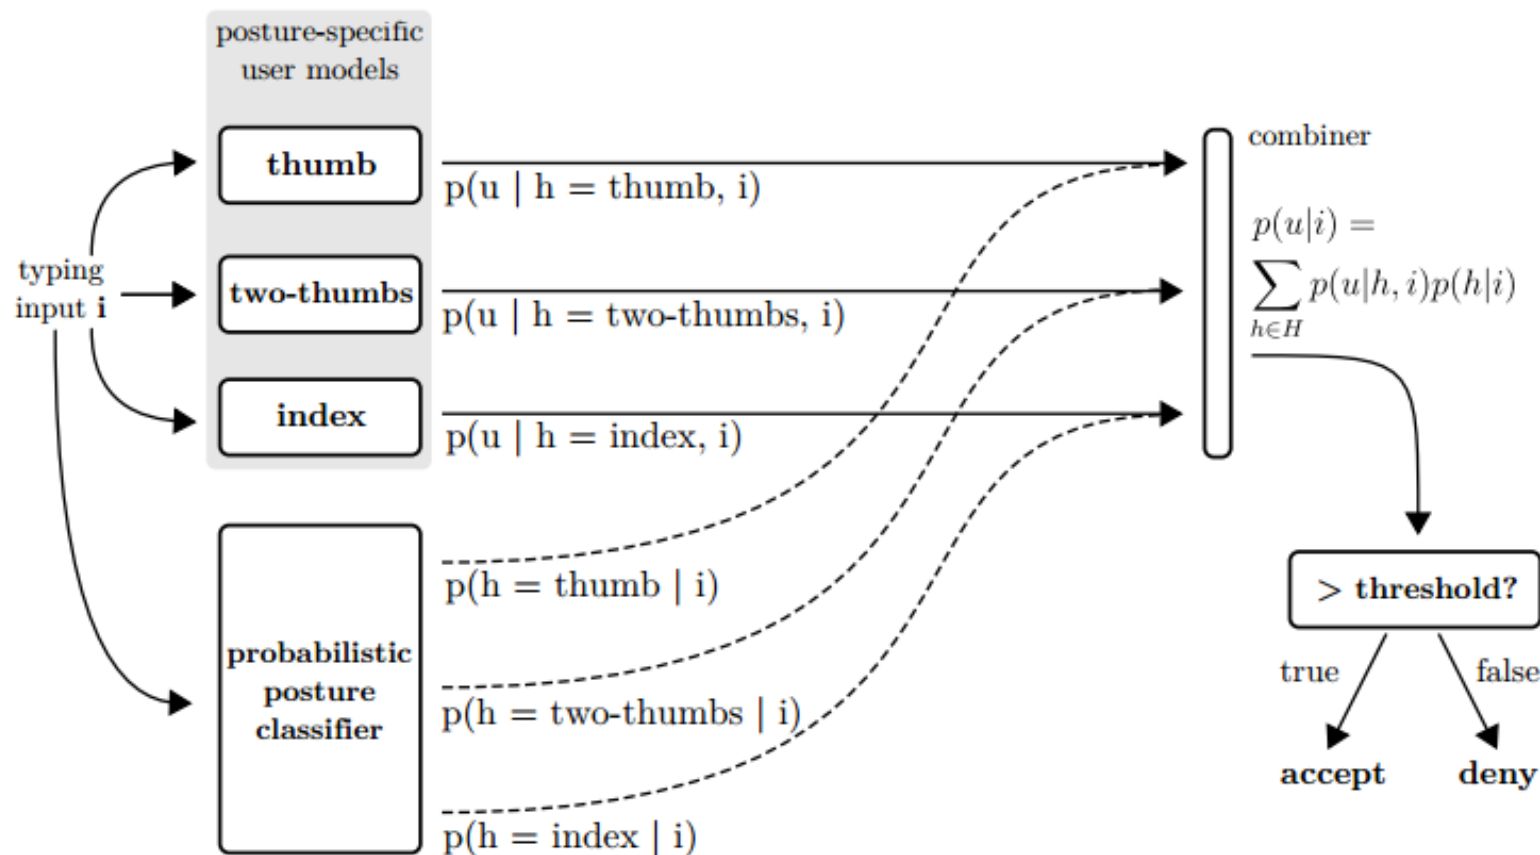 posture-specific
user models
thumb
p(u | h = thumb, i)
combiner
typing
input i
two-thumbs
p(u | h = two-thumbs, i)
p(u|i) =
∑ p(u|h, i)p(h|i)
h∈H
index
p(u | h = index, i)
probabilistic
posture
classifier
p(h = thumb | i)
p(h = two-thumbs | i)
p(h = index | i)
> threshold?
true
false
accept
deny